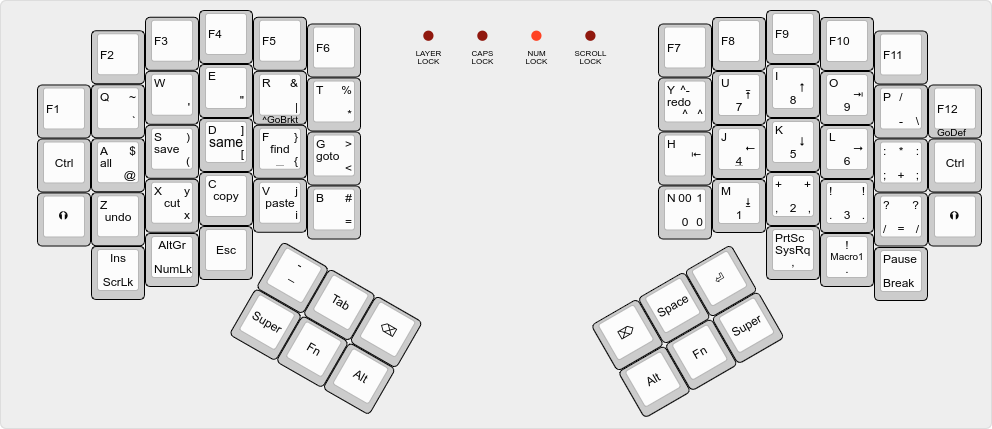 F2
F3
F4
F5
F6
LAYER
LOCK
CAPS
LOCK
NUM
LOCK
SCROLL
LOCK
F7
F8
F9
F10
F11
F1
Q ~
`
W
'
E
"
R &
|
^GoBrkt
T %
*
Y ^-
redo
^ ^
U ⤒
7
I ↑
8
O ⇥
9
P /
- \
F12
GoDef
Ctrl
A $
all
@
S )
save
(
D ]
same
[
F }
find
_ {
G >
goto
<
H
⇤
J ←
4
K ↓
5
L →
6
: * :
; + ;
Ctrl
Z
undo
X y
cut
x
C
copy
V j
paste
i
B #
=
N 00 1
0 0
M ⤓
1
+ +
, 2 ,
! !
. 3 .
? ?
/ = /
Ins
ScrLk
AltGr
NumLk
Esc
PrtSc
SysRq
,
!
Macro1
.
Pause
Break
-
_
Tab
⌫
Super
Fn
Alt
⌦
Space
⏎
Alt
Fn
Super